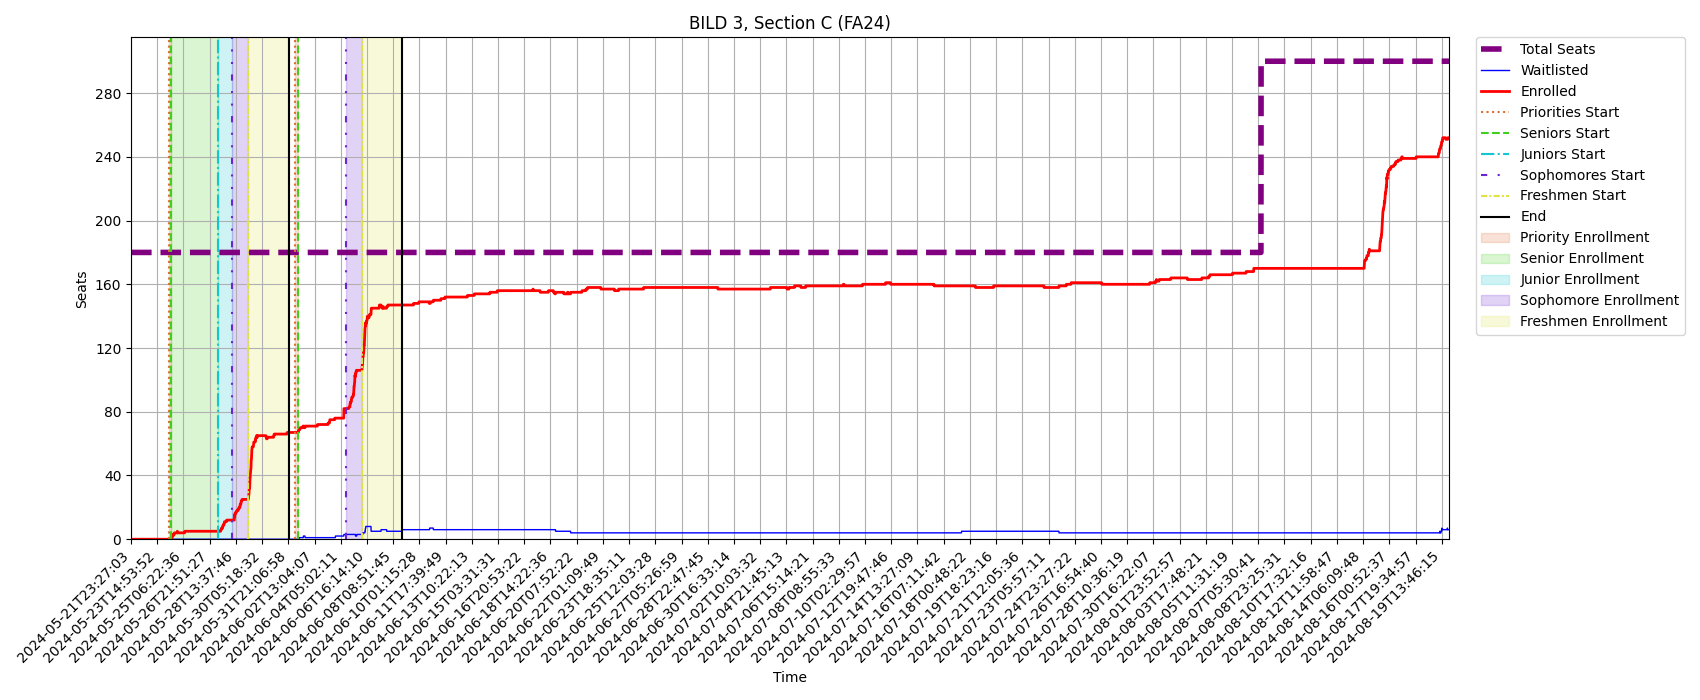 BILD 3, Section C (FA24)
Seats
280
240
200
160
120
80
40
0
2024-05-21T23:27:03
2024-05-23T14:53:52
2024-05-25T06:22:36
2024-05-26T21:51:27
2024-05-28T13:37:46
2024-05-30T05:18:32
2024-05-31T21:06:58
2024-06-02T13:04:07
2024-06-04T05:02:11
2024-06-06T16:14:10
2024-06-08T08:51:45
2024-06-10T01:15:28
2024-06-11T17:39:49
2024-06-13T10:22:13
2024-06-15T03:31:31
2024-06-16T20:53:22
2024-06-18T14:22:36
2024-06-20T07:52:22
2024-06-22T01:09:49
2024-06-23T18:35:11
2024-06-25T12:03:28
2024-06-27T05:26:59
2024-06-28T22:47:45
2024-06-30T16:33:14
2024-07-02T10:03:32
2024-07-04T21:45:13
2024-07-06T15:14:21
2024-07-08T08:55:33
2024-07-10T02:29:57
2024-07-12T19:47:46
2024-07-14T13:27:09
2024-07-16T07:11:42
2024-07-18T00:48:22
2024-07-19T18:23:16
2024-07-21T12:05:36
2024-07-23T05:57:11
2024-07-24T23:27:22
2024-07-26T16:54:40
2024-07-28T10:36:19
2024-07-30T16:22:07
2024-08-01T23:52:57
2024-08-03T17:48:21
2024-08-05T11:31:19
2024-08-07T05:30:41
2024-08-08T23:25:31
2024-08-10T17:32:16
2024-08-12T11:58:47
2024-08-14T06:09:48
2024-08-16T00:52:37
2024-08-17T19:34:57
2024-08-19T13:46:15
Time
Total Seats
Waitlisted
Enrolled
Priorities Start
Seniors Start
Juniors Start
Sophomores Start
Freshmen Start
End
Priority Enrollment
Senior Enrollment
Junior Enrollment
Sophomore Enrollment
Freshmen Enrollment